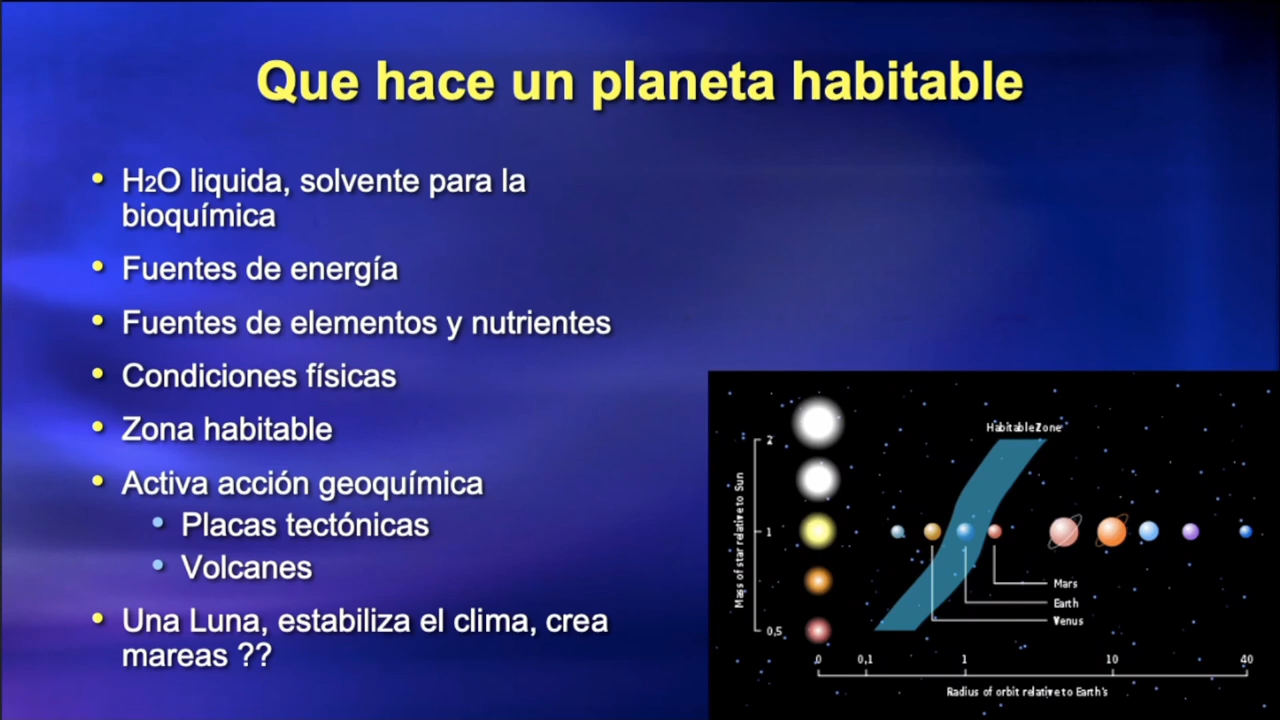 Que hace un planeta habitable
• H₂O liquida, solvente para la
bioquímica
• Fuentes de energía
• Fuentes de elementos y nutrientes
• Condiciones físicas
• Zona habitable
• Activa acción geoquímica
• Placas tectónicas
• Volcanes
• Una Luna, estabiliza el clima, crea
mareas ??
Habitable Zone
2
Mass of star relative to Sun
1
Mars
Earth
Venus
0,5
0 0,1 1 10 40
Radius of orbit relative to Earth's